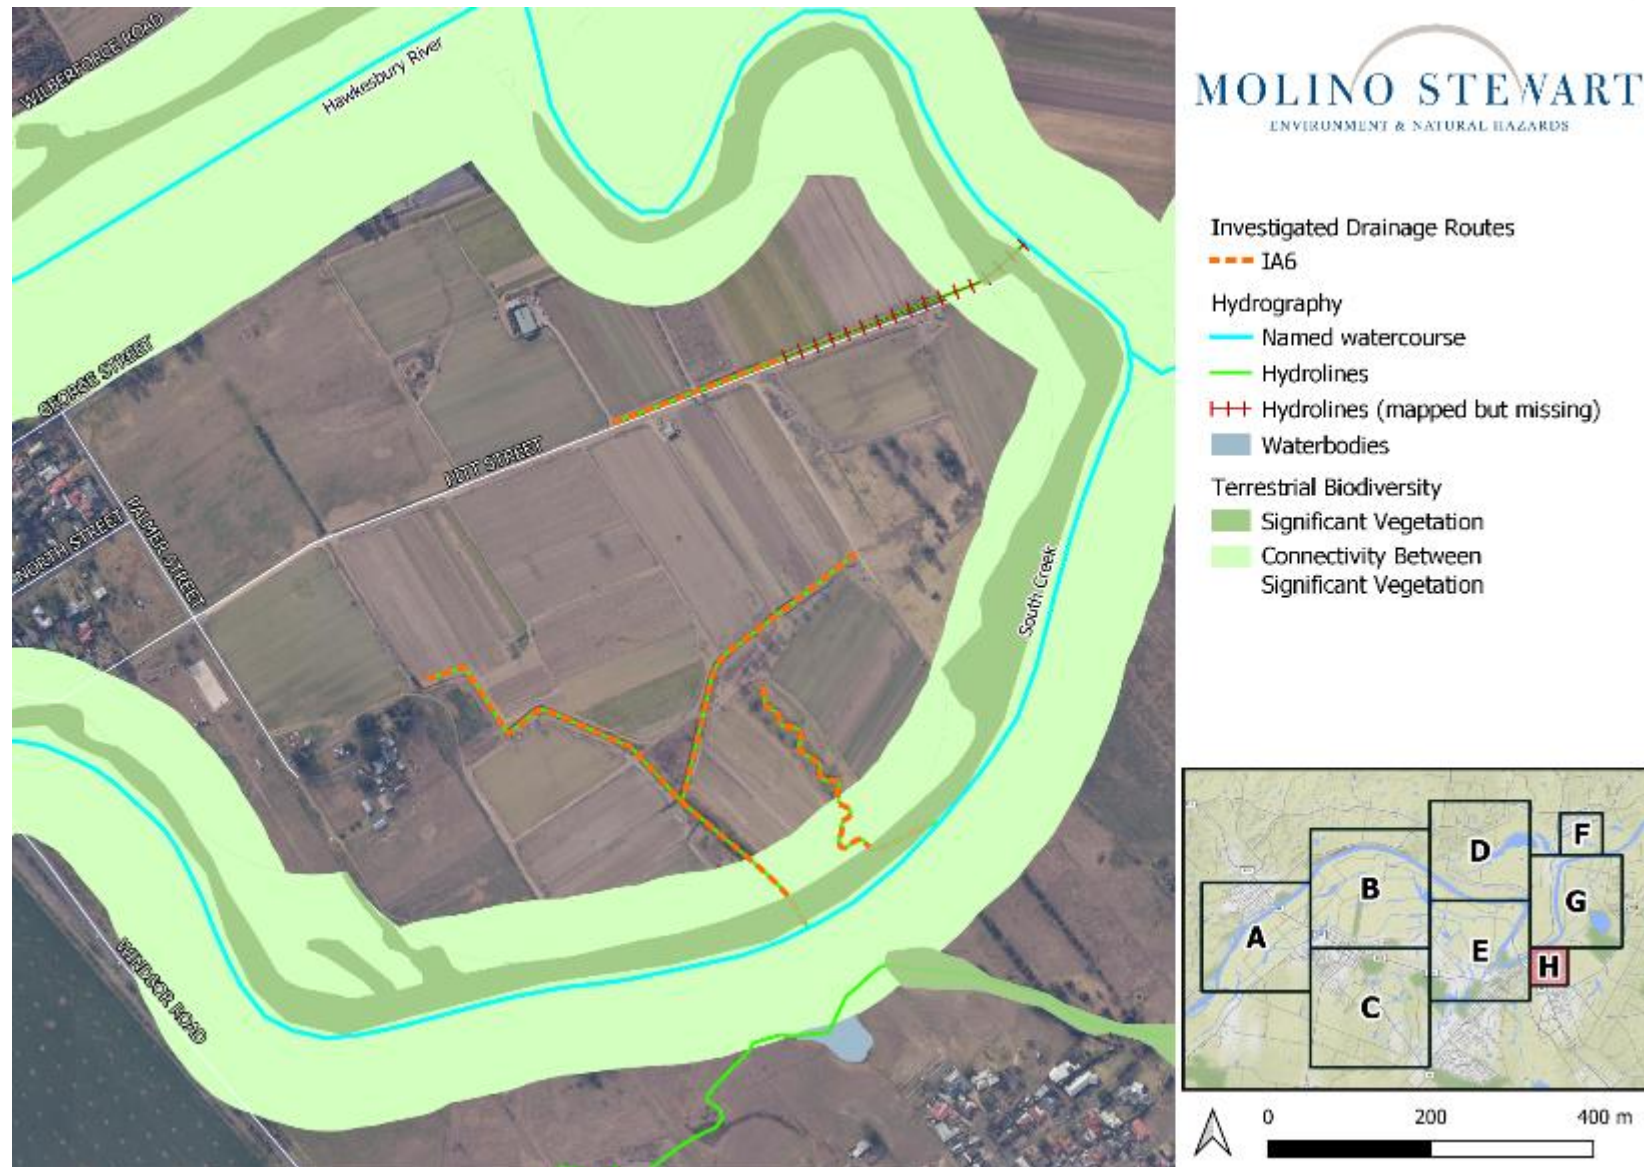 WILBERFORCE ROAD
Hawkesbury River
GEORGE STREET
PITT STREET
NORTH STREET
PALMER STREET
South Creek
WINDSOR ROAD
MOLINO STEWART
ENVIRONMENT & NATURAL HAZARDS
Investigated Drainage Routes
IA6
Hydrography
Named watercourse
Hydrolines
Hydrolines (mapped but missing)
Waterbodies
Terrestrial Biodiversity
Significant Vegetation
Connectivity Between
Significant Vegetation
A
B
C
D
E
F
G
H
0 200 400 m